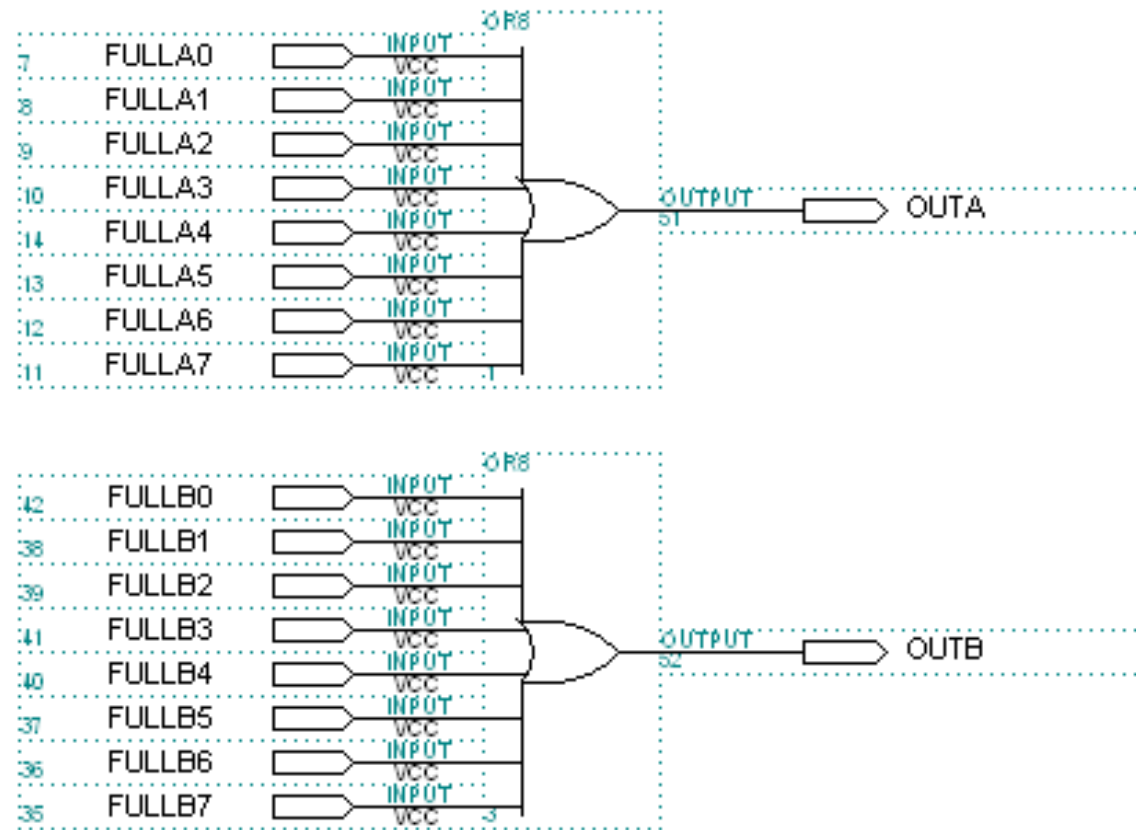 OR8
7 FULLA0 INPUT VCC
8 FULLA1 INPUT VCC
9 FULLA2 INPUT VCC
10 FULLA3 INPUT VCC
OUTPUT 51 OUTA
14 FULLA4 INPUT VCC
13 FULLA5 INPUT VCC
12 FULLA6 INPUT VCC
11 FULLA7 INPUT VCC 1
OR8
42 FULLB0 INPUT VCC
38 FULLB1 INPUT VCC
39 FULLB2 INPUT VCC
41 FULLB3 INPUT VCC
OUTPUT 52 OUTB
40 FULLB4 INPUT VCC
37 FULLB5 INPUT VCC
36 FULLB6 INPUT VCC
35 FULLB7 INPUT VCC 3